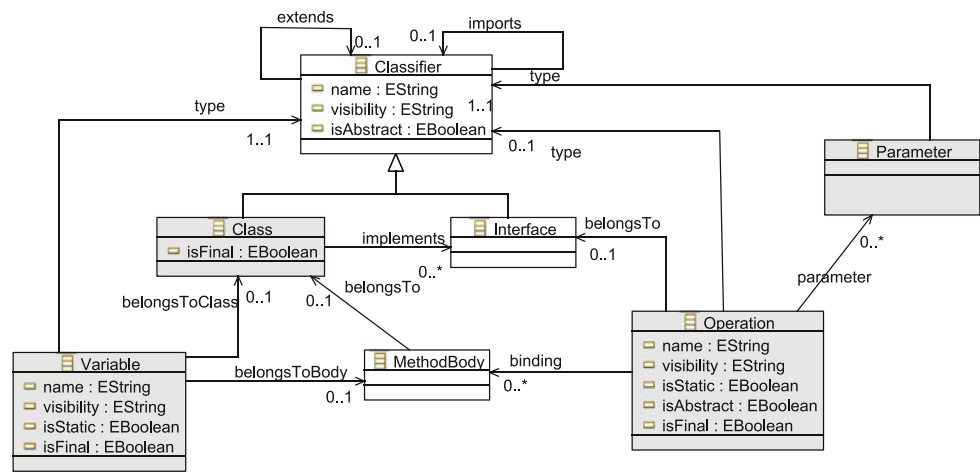 extends
imports
0..1
0..1
Classifier
name : EString
visibility : EString
isAbstract : EBoolean
type
1..1
type
1..1
0..1
type
Parameter
Class
isFinal : EBoolean
implements
0..*
Interface
belongsTo
0..1
0..*
parameter
belongsToClass
0..1
0..1
belongsTo
Variable
name : EString
visibility : EString
isStatic : EBoolean
isFinal : EBoolean
belongsToBody
0..1
MethodBody
binding
0..*
Operation
name : EString
visibility : EString
isStatic : EBoolean
isAbstract : EBoolean
isFinal : EBoolean